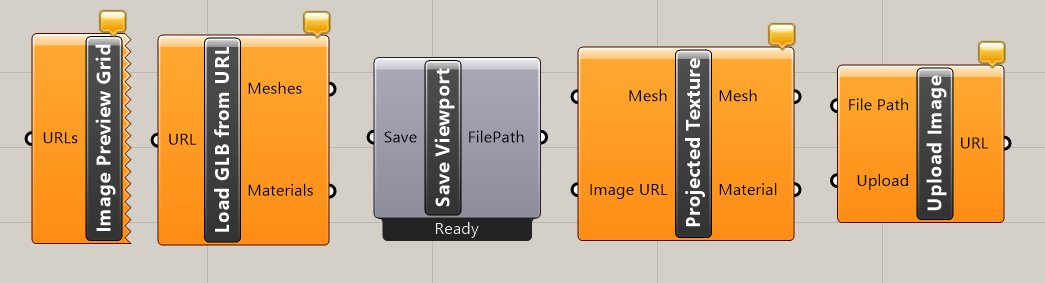 URLs
Image Preview Grid
URL
Load GLB from URL
Meshes
Materials
Save
Save Viewport
FilePath
Ready
Mesh
Image URL
Projected Texture
Mesh
Material
File Path
Upload
Upload Image
URL